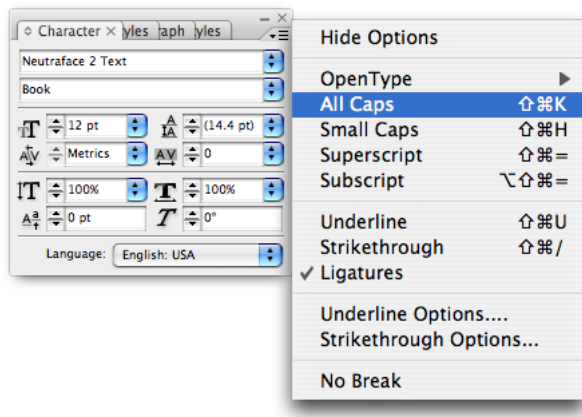 Character yles aph yles
Neutraface 2 Text
Book
12 pt (14.4 pt)
Metrics 0
100% 100%
0 pt 0°
Language: English: USA
Hide Options
OpenType
All Caps ⇧⌘K
Small Caps ⇧⌘H
Superscript ⇧⌘=
Subscript ⌥⇧⌘=
Underline ⇧⌘U
Strikethrough ⇧⌘/
✓ Ligatures
Underline Options....
Strikethrough Options...
No Break